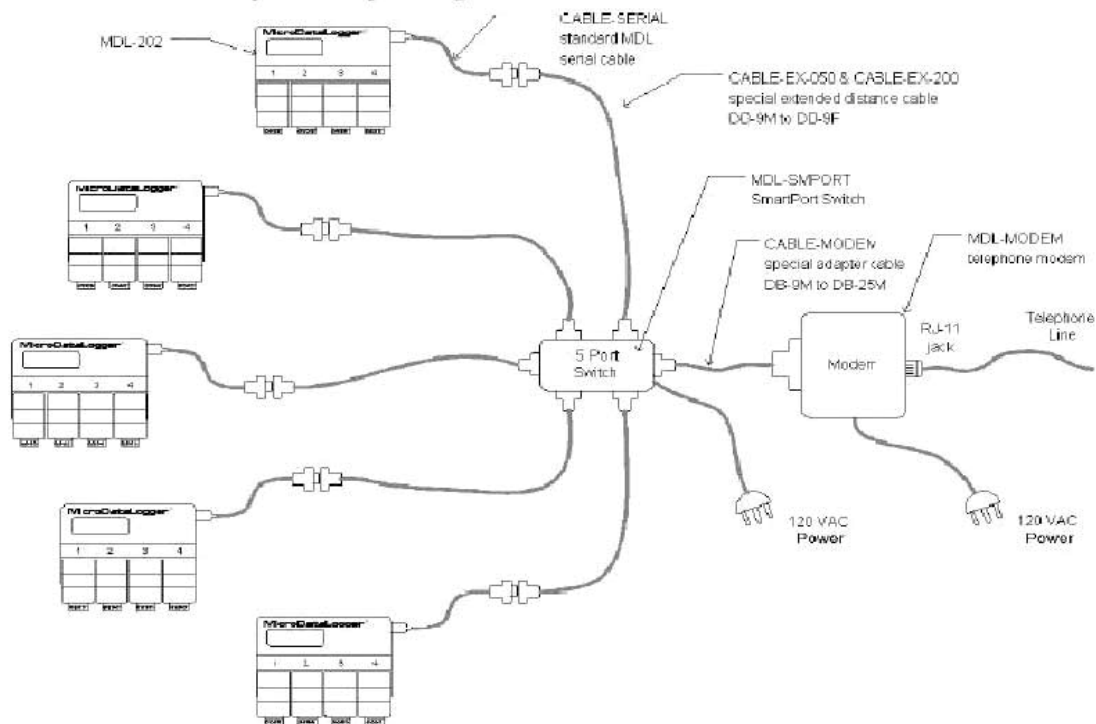 MDL-202
MicroDataLogger
1 2 3 4
CABLE-SERIAL
standard MDL
serial cable
CABLE-EX-050 & CABLE-EX-200
special extended distance cable
DB-9M to DB-9F
MicroDataLogger
1 2 3 4
MDL-SMPORT
SmartPort Switch
CABLE-MODEM
special adapter cable
DB-9M to DB-25M
MDL-MODEM
telephone modem
RJ-11
jack
Telephone
Line
MicroDataLogger
1 2 3 4
5 Port
Switch
Modem
MicroDataLogger
1 2 3 4
120 VAC
Power
120 VAC
Power
MicroDataLogger
1 2 3 4